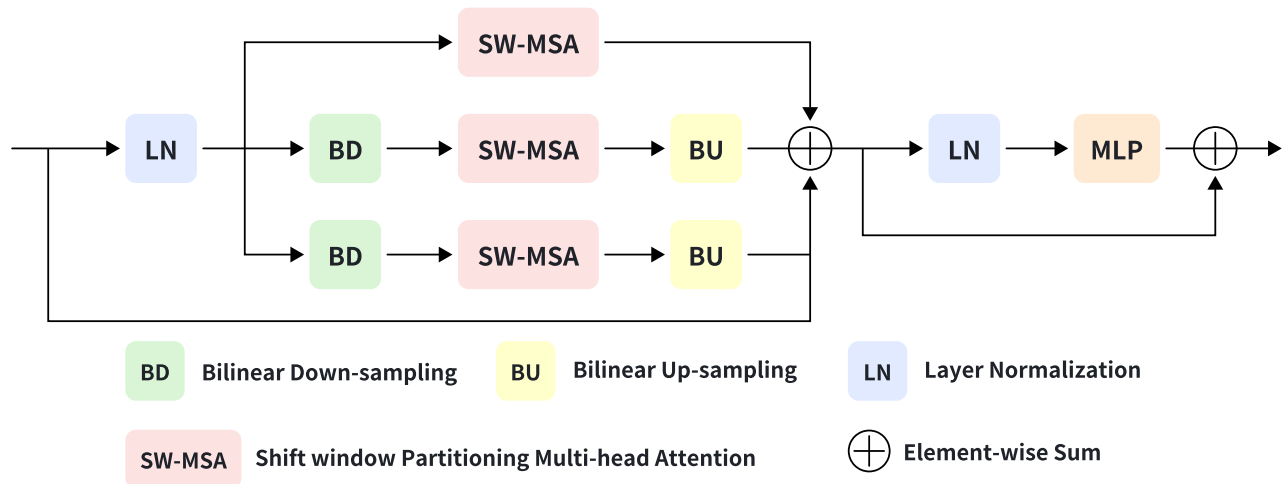 SW-MSA
LN BD SW-MSA BU LN MLP
BD SW-MSA BU
BD Bilinear Down-sampling BU Bilinear Up-sampling LN Layer Normalization
SW-MSA Shift window Partitioning Multi-head Attention Element-wise Sum